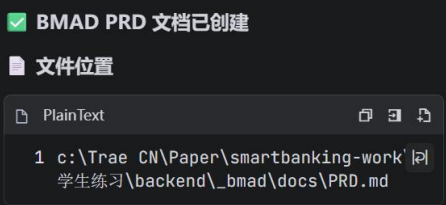 ✅ BMAD PRD 文档已创建
📄 文件位置
PlainText
1 c:\Trae CN\Paper\smartbanking-work\
学生练习\backend\_bmad\docs\PRD.md